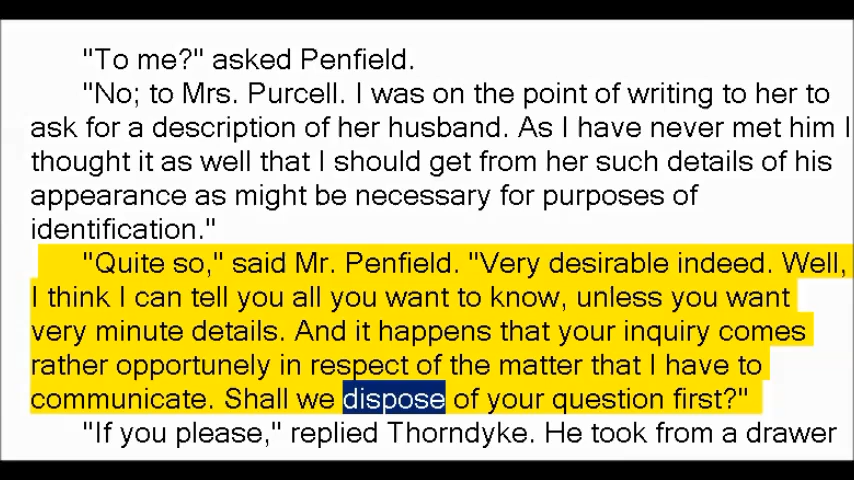 "To me?" asked Penfield.
"No; to Mrs. Purcell. I was on the point of writing to her to
ask for a description of her husband. As I have never met him I
thought it as well that I should get from her such details of his
appearance as might be necessary for purposes of
identification."
"Quite so," said Mr. Penfield. "Very desirable indeed. Well,
I think I can tell you all you want to know, unless you want
very minute details. And it happens that your inquiry comes
rather opportunely in respect of the matter that I have to
communicate. Shall we dispose of your question first?"
"If you please," replied Thorndyke. He took from a drawer